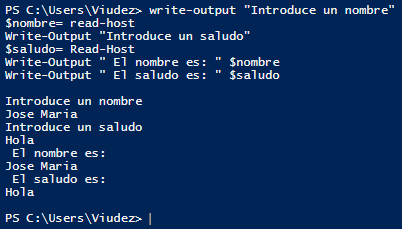 PS C:\Users\Viudez> write-output "Introduce un nombre"
$nombre= read-host
Write-Output "Introduce un saludo"
$saludo= Read-Host
Write-Output " El nombre es: " $nombre
Write-Output " El saludo es: " $saludo
Introduce un nombre
Jose Maria
Introduce un saludo
Hola
 El nombre es: 
Jose Maria
 El saludo es: 
Hola
PS C:\Users\Viudez>